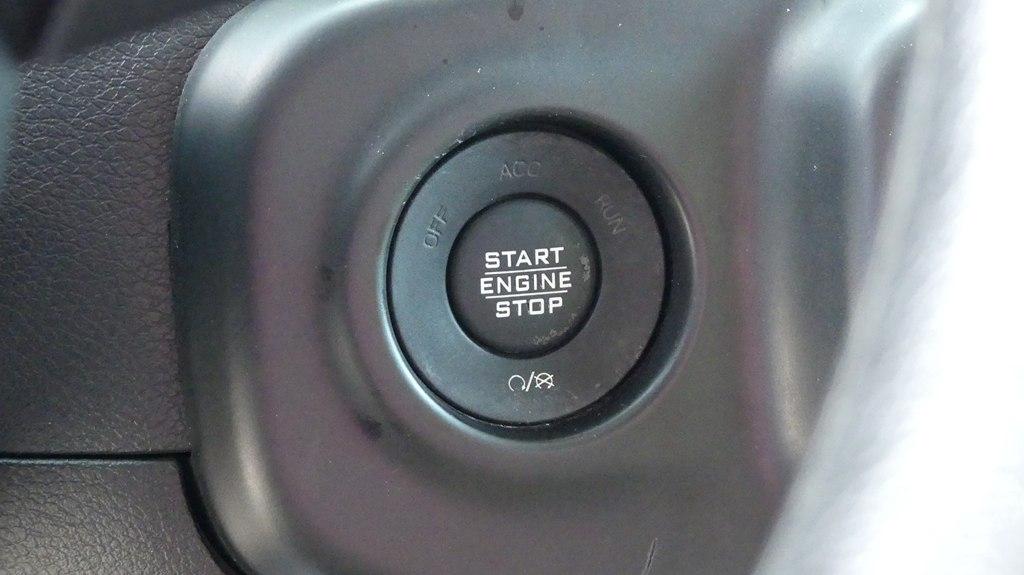 ACC
OFF
RUN
START
ENGINE
STOP